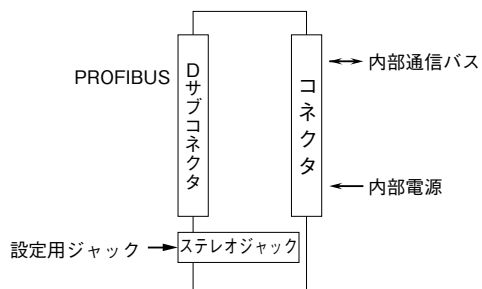 PROFIBUS
Dサブコネクタ
コネクタ
内部通信バス
内部電源
設定用ジャック
ステレオジャック